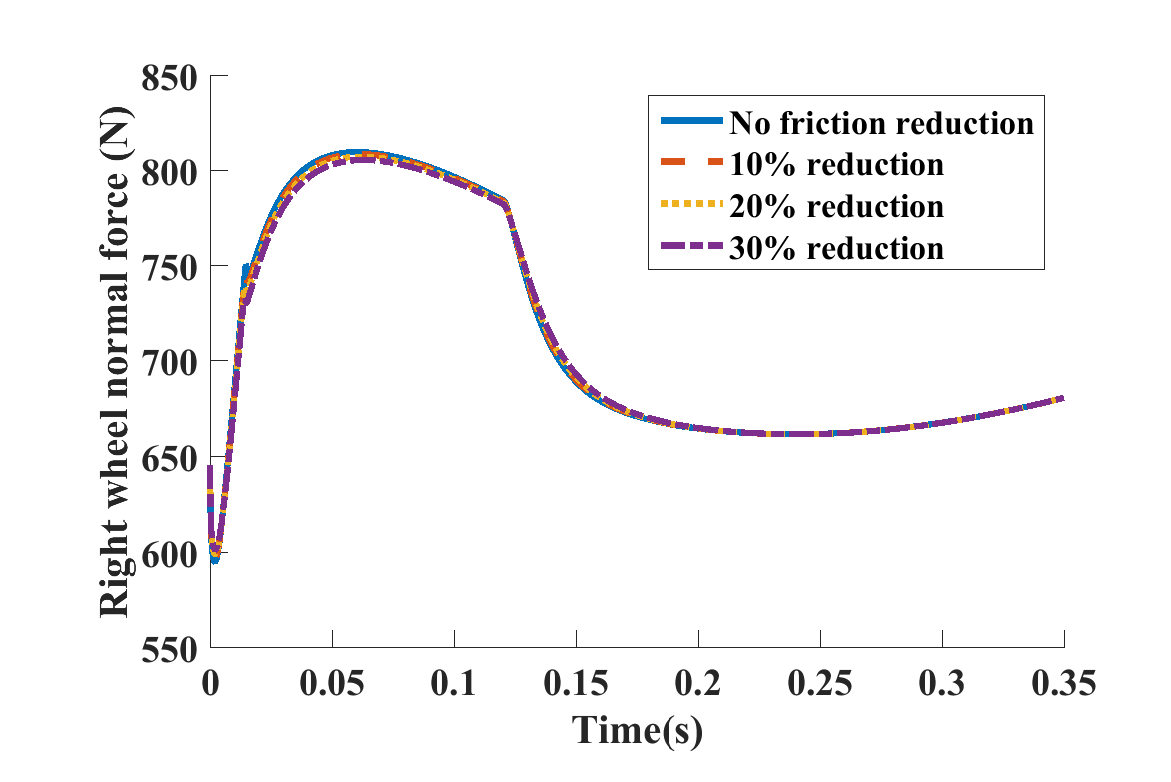 850
800
750
700
650
600
550
0
0.05
0.1
0.15
0.2
0.25
0.3
0.35
Right wheel normal force (N)
Time(s)
No friction reduction
10% reduction
20% reduction
30% reduction